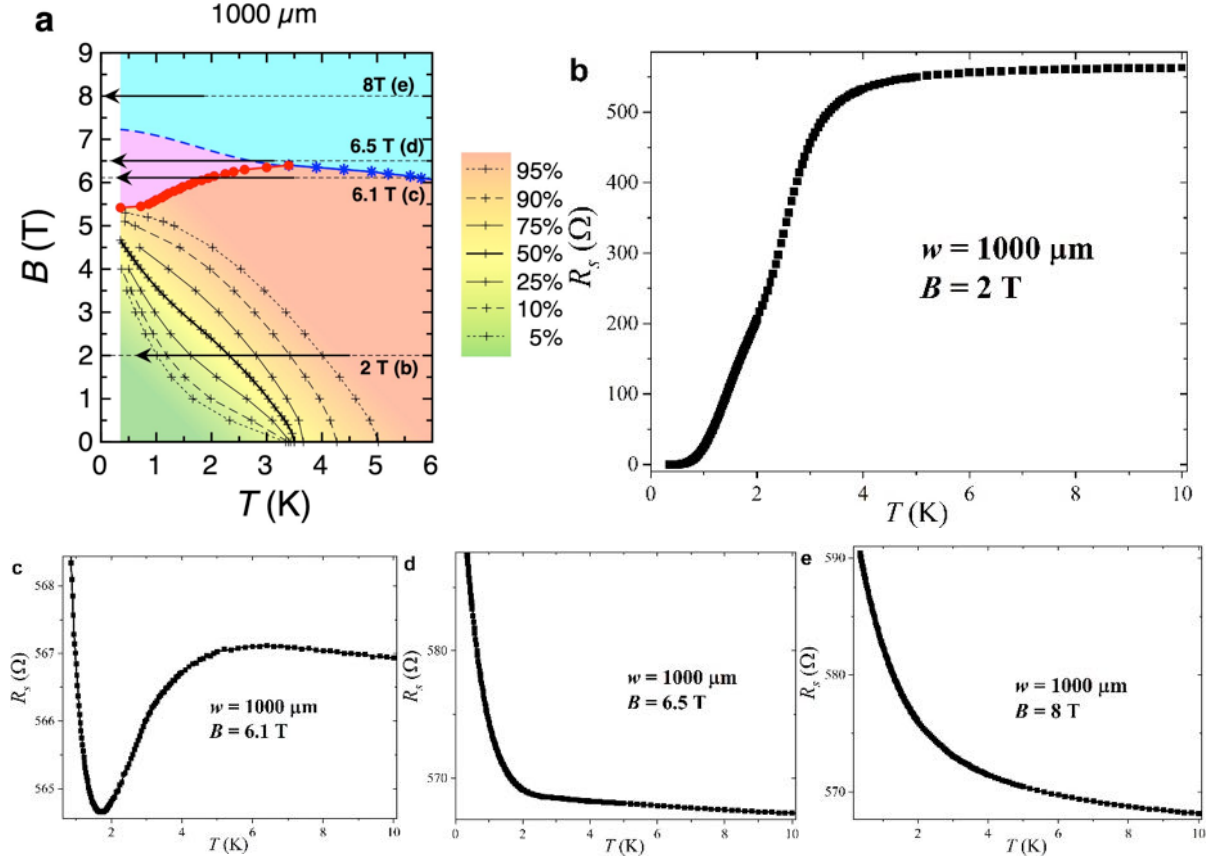 1000 μm
a
9
8
7
6
5
4
3
2
1
0
B (T)
8T (e)
6.5 T (d)
6.1 T (c)
2 T (b)
0 1 2 3 4 5 6
T (K)
95%
90%
75%
50%
25%
10%
5%
b
500
400
300
200
100
0
R_s (Ω)
w = 1000 μm
B = 2 T
0 2 4 6 8 10
T (K)
c
568
567
566
565
R_s (Ω)
w = 1000 μm
B = 6.1 T
2 4 6 8 10
T (K)
d
580
570
R_s (Ω)
w = 1000 μm
B = 6.5 T
0 2 4 6 8 10
T (K)
e
590
580
570
R_s (Ω)
w = 1000 μm
B = 8 T
0 2 4 6 8 10
T (K)